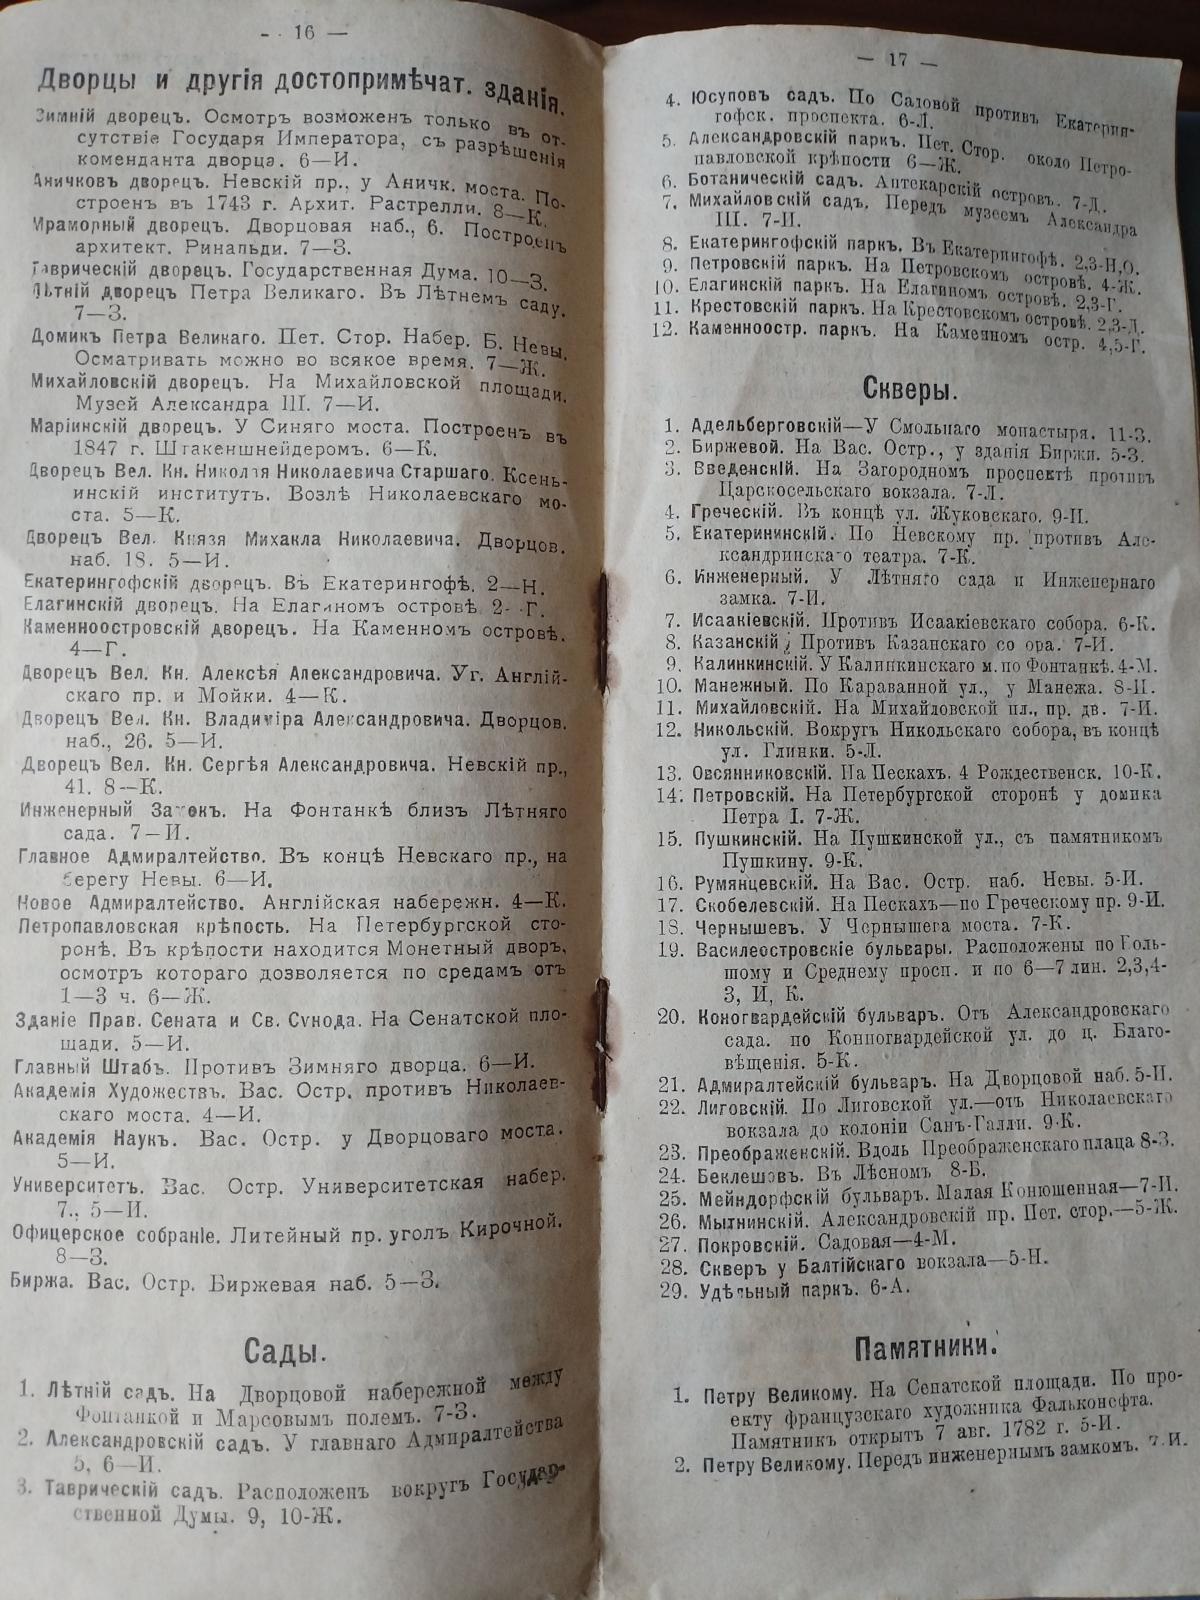 — 16 —
Дворцы и другія достопримѣчат. зданія.
Зимній дворецъ. Осмотръ возможенъ только въ от-
сутствіе Государя Императора, съ разрѣшенія
коменданта дворца. 6—И.
Аничковъ дворецъ. Невскій пр., у Аничк. моста. По-
строенъ въ 1743 г. Архит. Растрелли. 8—К.
Мраморный дворецъ. Дворцовая наб., 6. Построенъ
архитект. Ринальди. 7—З.
Таврическій дворецъ. Государственная Дума. 10—З.
Лѣтній дворецъ Петра Великаго. Въ Лѣтнемъ саду.
7—З.
Домикъ Петра Великаго. Пет. Стор. Набер. Б. Невы.
Осматривать можно во всякое время. 7—Ж.
Михайловскій дворецъ. На Михайловской площади.
Музей Александра III. 7—И.
Маріинскій дворецъ. У Синяго моста. Построенъ въ
1847 г. Штакеншнейдеромъ. 6—К.
Дворецъ Вел. Кн. Николая Николаевича Старшаго. Ксень-
инскій институтъ. Возлѣ Николаевскаго мо-
ста. 5—К.
Дворецъ Вел. Князя Михаила Николаевича. Дворцов.
наб. 18. 5—И.
Екатерингофскій дворецъ. Въ Екатерингофѣ. 2—Н.
Елагинскій дворецъ. На Елагиномъ островѣ 2—Г.
Каменноостровскій дворецъ. На Каменномъ островѣ.
4—Г.
Дворецъ Вел. Кн. Алексѣя Александровича. Уг. Англій-
скаго пр. и Мойки. 4—К.
Дворецъ Вел. Кн. Владиміра Александровича. Дворцов.
наб., 26. 5—И.
Дворецъ Вел. Кн. Сергѣя Александровича. Невскій пр.,
41. 8—К.
Инженерный Замокъ. На Фонтанкѣ близъ Лѣтняго
сада. 7—И.
Главное Адмиралтейство. Въ концѣ Невскаго пр., на
берегу Невы. 6—И.
Новое Адмиралтейство. Англійская набережн. 4—К.
Петропавловская крѣпость. На Петербургской сто-
ронѣ. Въ крѣпости находится Монетный дворъ,
осмотръ котораго дозволяется по средамъ отъ
1—3 ч. 6—Ж.
Зданіе Прав. Сената и Св. Сѵнода. На Сенатской пло-
щади. 5—И.
Главный Штабъ. Противъ Зимняго дворца. 6—И.
Академія Художествъ. Вас. Остр. противъ Николаев-
скаго моста. 4—И.
Академія Наукъ. Вас. Остр. у Дворцоваго моста.
5—И.
Университетъ. Вас. Остр. Университетская набер.
7., 5—И.
Офицерское собраніе. Литейный пр. уголъ Кирочной.
8—З.
Биржа. Вас. Остр. Биржевая наб. 5—З.
Сады.
1. Лѣтній садъ. На Дворцовой набережной между
Фонтанкой и Марсовымъ полемъ. 7-З.
2. Александровскій садъ. У главнаго Адмиралтейства
5, 6—И.
3. Таврическій садъ. Расположенъ вокругъ Государ-
ственной Думы. 9, 10-Ж.
— 17 —
4. Юсуповъ садъ. По Садовой противъ Екатерин-
гофск. проспекта. 6-Л.
5. Александровскій паркъ. Пет. Стор. около Петро-
павловской крѣпости 6—Ж.
6. Ботаническій садъ. Аптекарскій островъ. 7-Д.
7. Михайловскій садъ. Передъ музеемъ Александра
III. 7-И.
8. Екатерингофскій паркъ. Въ Екатерингофѣ. 2,3-Н,О.
9. Петровскій паркъ. На Петровскомъ островѣ. 4-Ж.
10. Елагинскій паркъ. На Елагиномъ островѣ. 2,3-Г.
11. Крестовскій паркъ. На Крестовскомъ островѣ. 2,3-Д.
12. Каменноостр. паркъ. На Каменномъ остр. 4,5-Г.
Скверы.
1. Адельберговскій—У Смольнаго монастыря. 11-З.
2. Биржевой. На Вас. Остр., у зданія Биржи. 5-З.
3. Введенскій. На Загородномъ проспектѣ противъ
Царскосельскаго вокзала. 7-Л.
4. Греческій. Въ концѣ ул. Жуковскаго. 9-И.
5. Екатерининскій. По Невскому пр. противъ Але-
ксандринскаго театра. 7-К.
6. Инженерный. У Лѣтняго сада и Инженернаго
замка. 7-И.
7. Исаакіевскій. Противъ Исаакіевскаго собора. 6-К.
8. Казанскій. Противъ Казанскаго собора. 7-И.
9. Калинкинскій. У Калинкинскаго м. по Фонтанкѣ. 4-М.
10. Манежный. По Караванной ул., у Манежа. 8-И.
11. Михайловскій. На Михайловской пл., пр. дв. 7-И.
12. Никольскій. Вокругъ Никольскаго собора, въ концѣ
ул. Глинки. 5-Л.
13. Овсянниковскій. На Пескахъ. 4 Рождественск. 10-К.
14. Петровскій. На Петербургской сторонѣ у домика
Петра I. 7-Ж.
15. Пушкинскій. На Пушкинской ул., съ памятникомъ
Пушкину. 9-К.
16. Румянцевскій. На Вас. Остр. наб. Невы. 5-И.
17. Скобелевскій. На Пескахъ—по Греческому пр. 9-И.
18. Чернышевъ. У Чернышева моста. 7-К.
19. Василеостровскіе бульвары. Расположены по Боль-
шому и Среднему просп. и по 6—7 лин. 2,3,4-
З, И, К.
20. Коногвардейскій бульваръ. Отъ Александровскаго
сада. по Конногвардейской ул. до ц. Благо-
вѣщенія. 5-К.
21. Адмиралтейскій бульваръ. На Дворцовой наб. 5-И.
22. Лиговскій. По Лиговской ул.—отъ Николаевскаго
вокзала до колоніи Санъ-Галли. 9-К.
23. Преображенскій. Вдоль Преображенскаго плаца 8-З.
24. Беклешовъ. Въ Лѣсномъ 8-Б.
25. Мейндорфскій бульваръ. Малая Конюшенная—7-И.
26. Мытнинскій. Александровскій пр. Пет. стор.—5-Ж.
27. Покровскій. Садовая—4-М.
28. Скверъ у Балтійскаго вокзала—5-Н.
29. Удѣльный паркъ. 6-А.
Памятники.
1. Петру Великому. На Сенатской площади. По про-
екту французскаго художника Фальконефта.
Памятник открытъ 7 авг. 1782 г. 5-И.
2. Петру Великому. Передъ инженернымъ замкомъ. 7-И.